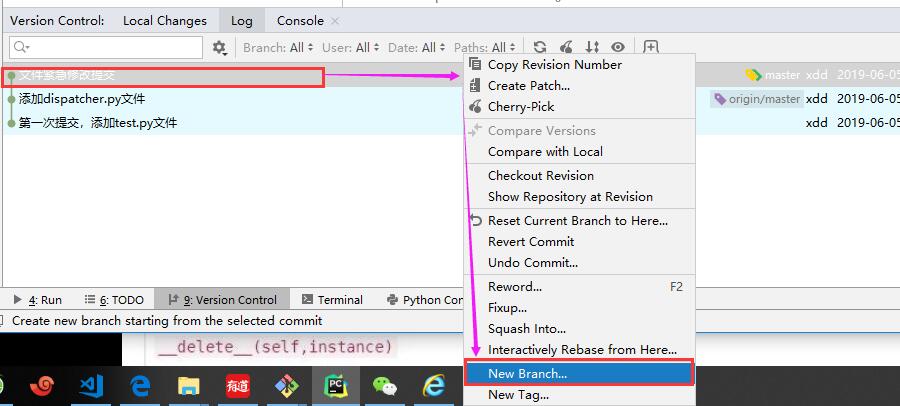 Version Control: Local Changes Log Console
Branch: All User: All Date: All Paths: All
文件紧急修改提交 master xdd 2019-06-05
添加dispatcher.py文件 origin/master xdd 2019-06-05
第一次提交，添加test.py文件 xdd 2019-06-05
Copy Revision Number
Create Patch...
Cherry-Pick
Compare Versions
Compare with Local
Checkout Revision
Show Repository at Revision
Reset Current Branch to Here...
Revert Commit
Undo Commit...
Reword... F2
Fixup...
Squash Into...
Interactively Rebase from Here...
New Branch...
New Tag...
4: Run 6: TODO 9: Version Control Terminal Python Con
Create new branch starting from the selected commit
__delete__(self,instance)
有道
PC